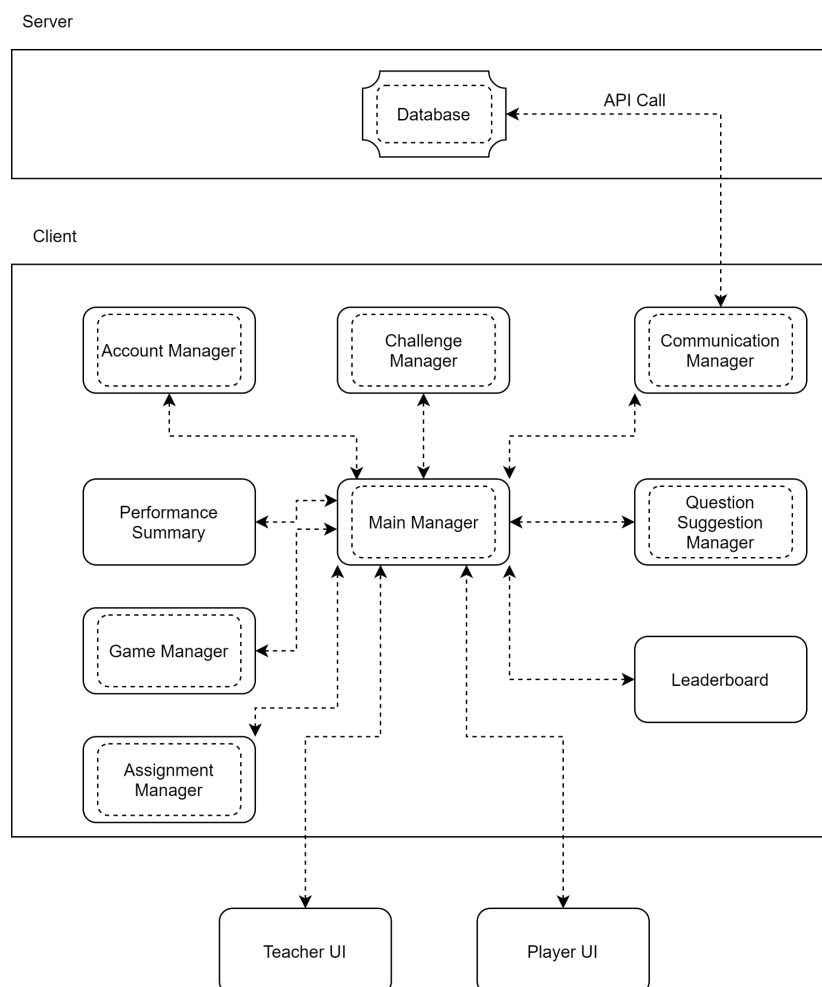 Server
Database
API Call
Client
Account Manager
Challenge
Manager
Communication
Manager
Performance
Summary
Main Manager
Question
Suggestion
Manager
Game Manager
Leaderboard
Assignment
Manager
Teacher UI
Player UI